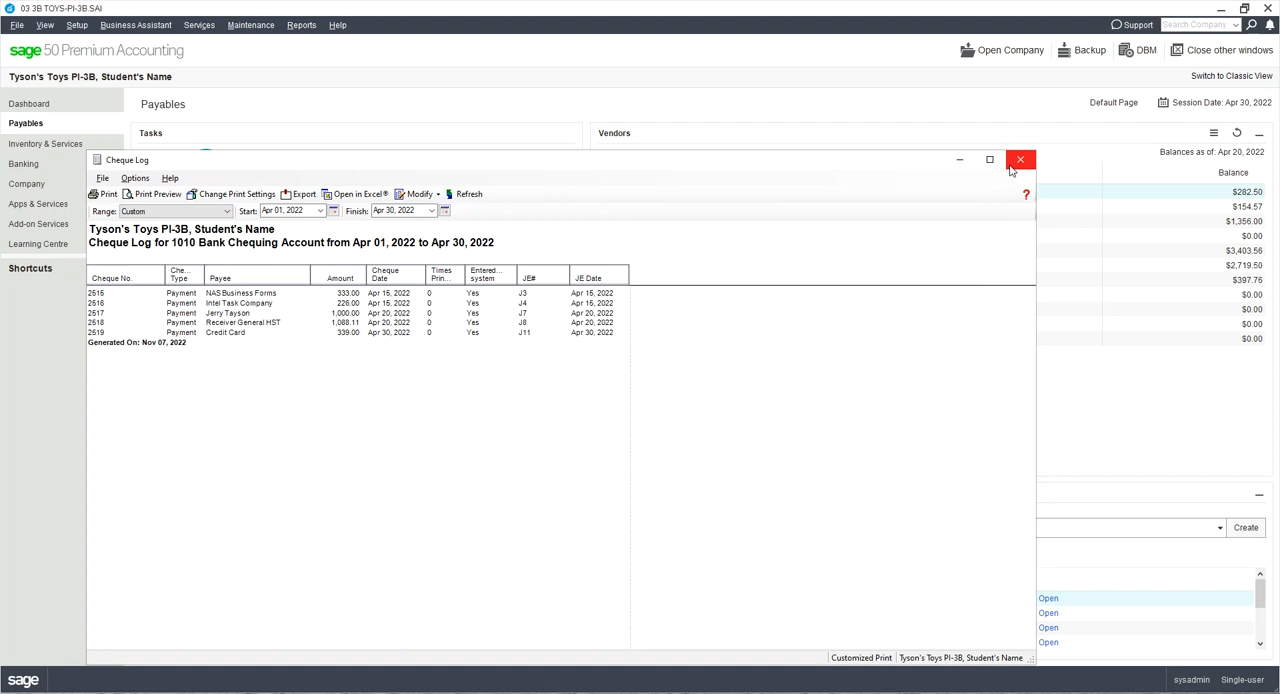 03 3B TOYS-PI-3B.SAI
File View Setup Business Assistant Services Maintenance Reports Help Support Search Company
sage 50 Premium Accounting Open Company Backup DBM Close other windows
Tyson's Toys PI-3B, Student's Name Switch to Classic View
Dashboard
Payables
Inventory & Services
Banking
Company
Apps & Services
Add-on Services
Learning Centre
Shortcuts
Payables Default Page Session Date: Apr 30, 2022
Tasks Vendors
Balances as of: Apr 20, 2022
Balance
$282.50
$154.57
$1,356.00
$0.00
$3,403.56
$2,719.50
$397.76
$0.00
$0.00
$0.00
$0.00
Create
Open
Open
Open
Open
Cheque Log
File Options Help
Print Print Preview Change Print Settings Export Open in Excel® Modify Refresh ?
Range: Custom Start: Apr 01, 2022 Finish: Apr 30, 2022
Tyson's Toys PI-3B, Student's Name
Cheque Log for 1010 Bank Chequing Account from Apr 01, 2022 to Apr 30, 2022
Cheque No. Che... Type Payee Amount Cheque Date Times Prin... Entered... system JE# JE Date
2515 Payment NAS Business Forms 333.00 Apr 15, 2022 0 Yes J3 Apr 15, 2022
2516 Payment Intel Task Company 226.00 Apr 15, 2022 0 Yes J4 Apr 15, 2022
2517 Payment Jerry Tayson 1,000.00 Apr 20, 2022 0 Yes J7 Apr 20, 2022
2518 Payment Receiver General HST 1,088.11 Apr 20, 2022 0 Yes J8 Apr 20, 2022
2519 Payment Credit Card 339.00 Apr 30, 2022 0 Yes J11 Apr 30, 2022
Generated On: Nov 07, 2022
Customized Print Tyson's Toys PI-3B, Student's Name
sage sysadmin Single-user